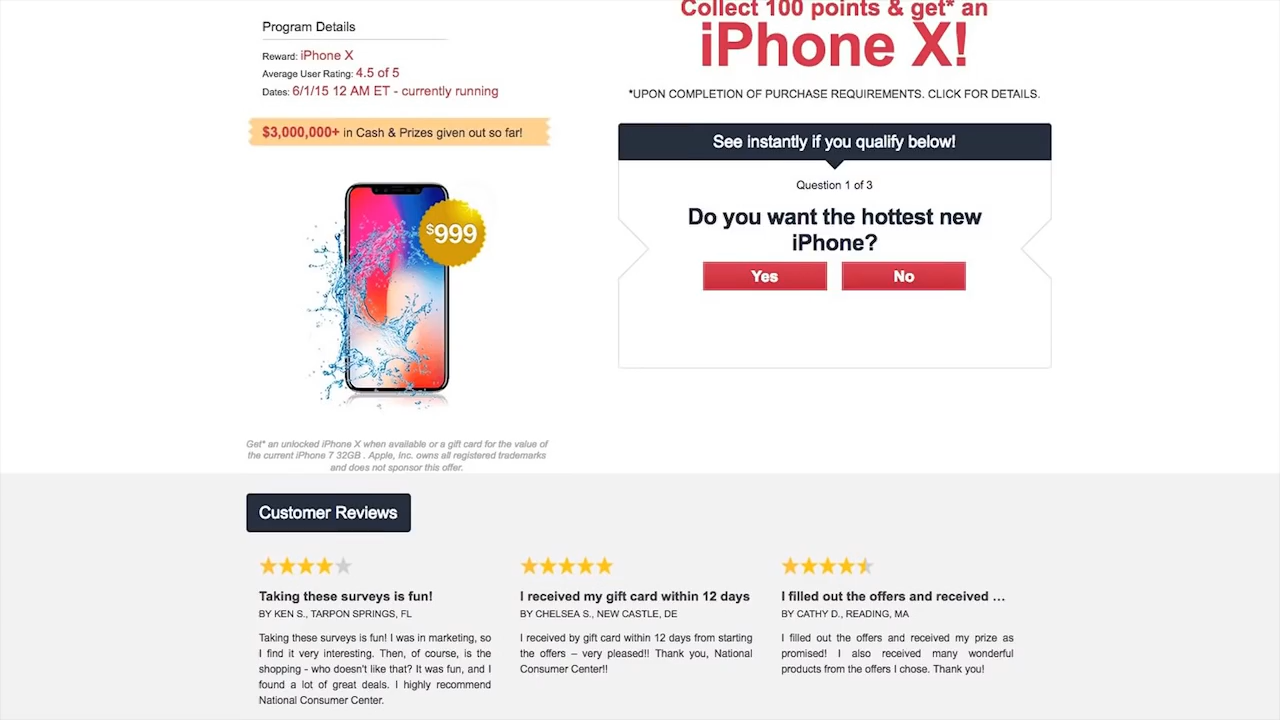 Program Details
Reward: iPhone X
Average User Rating: 4.5 of 5
Dates: 6/1/15 12 AM ET - currently running
$3,000,000+ in Cash & Prizes given out so far!
$999
Get* an unlocked iPhone X when available or a gift card for the value of
the current iPhone 7 32GB . Apple, Inc. owns all registered trademarks
and does not sponsor this offer.
Collect 100 points & get* an
iPhone X!
*UPON COMPLETION OF PURCHASE REQUIREMENTS. CLICK FOR DETAILS.
See instantly if you qualify below!
Question 1 of 3
Do you want the hottest new
iPhone?
Yes
No
Customer Reviews
Taking these surveys is fun!
BY KEN S., TARPON SPRINGS, FL
Taking these surveys is fun! I was in marketing, so
I find it very interesting. Then, of course, is the
shopping - who doesn't like that? It was fun, and I
found a lot of great deals. I highly recommend
National Consumer Center.
I received my gift card within 12 days
BY CHELSEA S., NEW CASTLE, DE
I received by gift card within 12 days from starting
the offers – very pleased!! Thank you, National
Consumer Center!!
I filled out the offers and received ...
BY CATHY D., READING, MA
I filled out the offers and received my prize as
promised! I also received many wonderful
products from the offers I chose. Thank you!